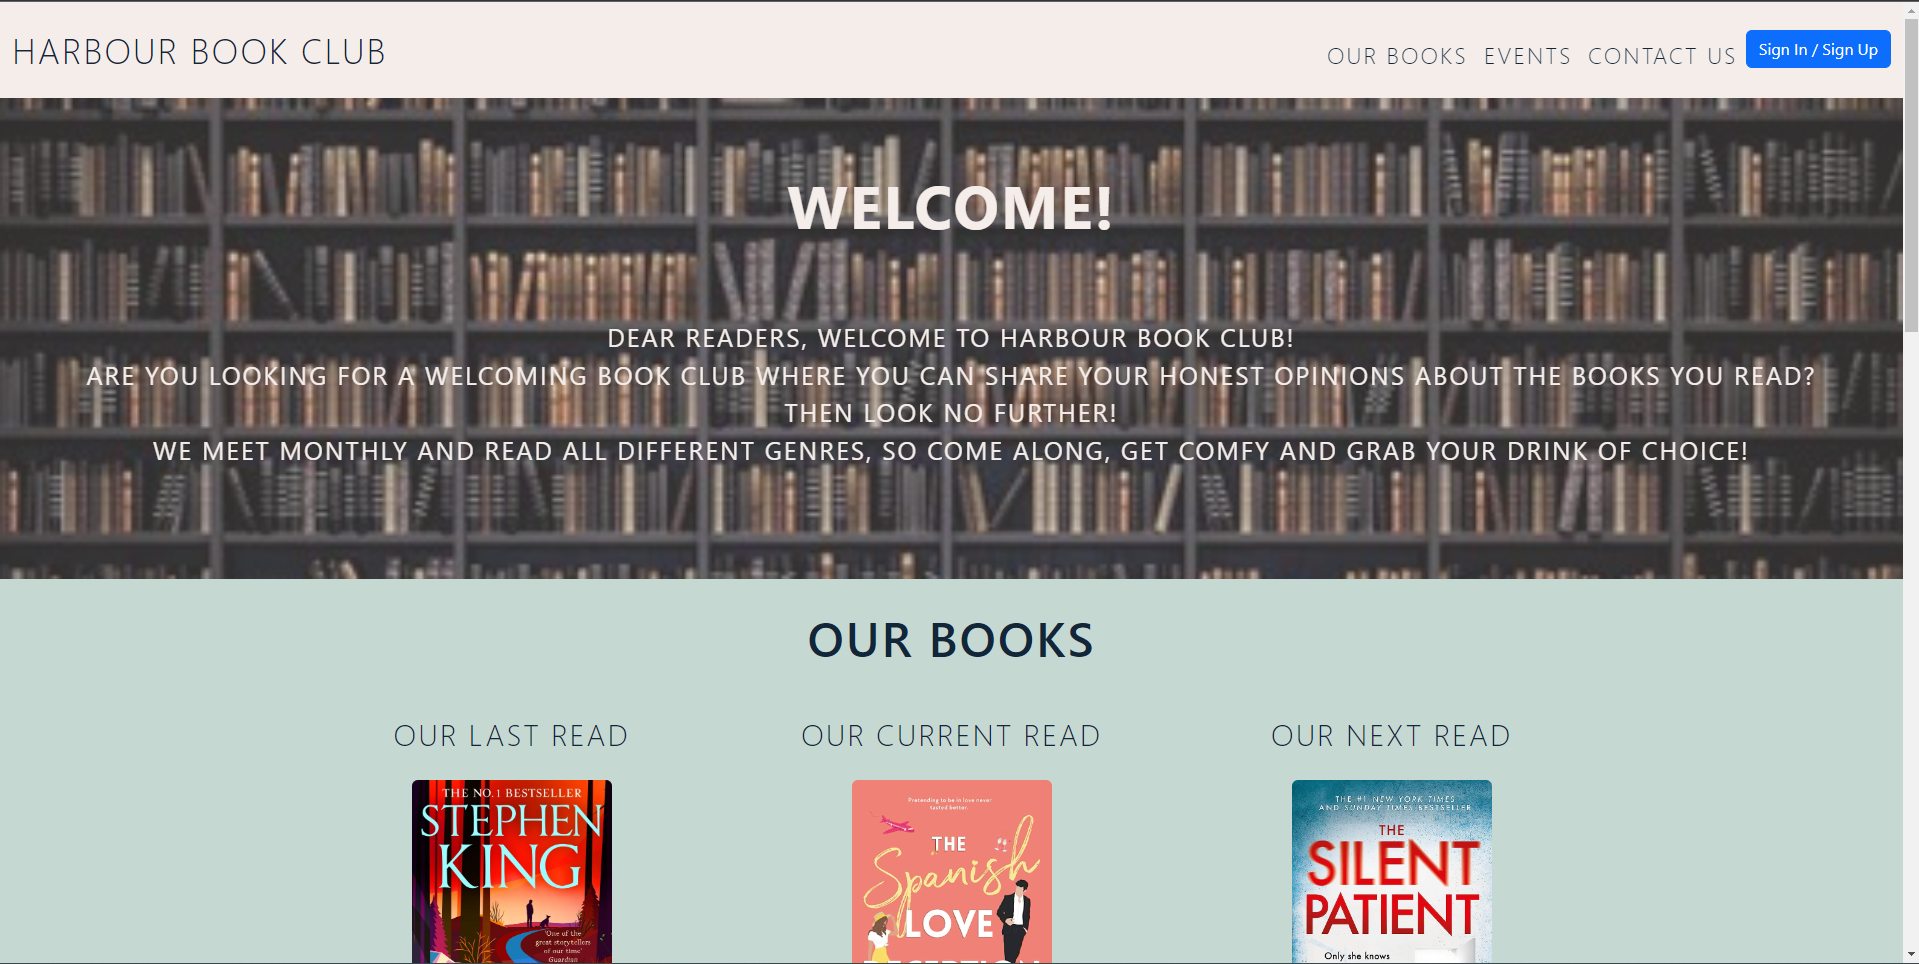 HARBOUR BOOK CLUB
OUR BOOKS EVENTS CONTACT US Sign In / Sign Up
WELCOME!
DEAR READERS, WELCOME TO HARBOUR BOOK CLUB!
ARE YOU LOOKING FOR A WELCOMING BOOK CLUB WHERE YOU CAN SHARE YOUR HONEST OPINIONS ABOUT THE BOOKS YOU READ?
THEN LOOK NO FURTHER!
WE MEET MONTHLY AND READ ALL DIFFERENT GENRES, SO COME ALONG, GET COMFY AND GRAB YOUR DRINK OF CHOICE!
OUR BOOKS
OUR LAST READ
THE NO.1 BESTSELLER
STEPHEN
KING
'One of the
great storytellers
of our time'
Guardian
OUR CURRENT READ
Pretending to be in love never
tasted better.
THE
Spanish
LOVE
DECEPTION
OUR NEXT READ
THE #1 NEW YORK TIMES
AND SUNDAY TIMES BESTSELLER
THE
SILENT
PATIENT
Only she knows